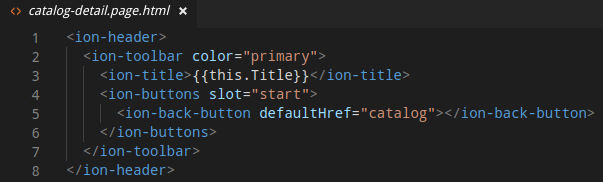 catalog-detail.page.html
1 <ion-header>
2 <ion-toolbar color="primary">
3 <ion-title>{{this.Title}}</ion-title>
4 <ion-buttons slot="start">
5 <ion-back-button defaultHref="catalog"></ion-back-button>
6 </ion-buttons>
7 </ion-toolbar>
8 </ion-header>